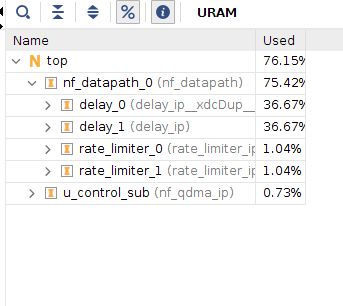 % i URAM
Name Used
N top 76.15%
I nf_datapath_0 (nf_datapath) 75.42%
I delay_0 (delay_ip__xdcDup__ 36.67%
I delay_1 (delay_ip) 36.67%
I rate_limiter_0 (rate_limiter_ip 1.04%
I rate_limiter_1 (rate_limiter_ip 1.04%
I u_control_sub (nf_qdma_ip) 0.73%